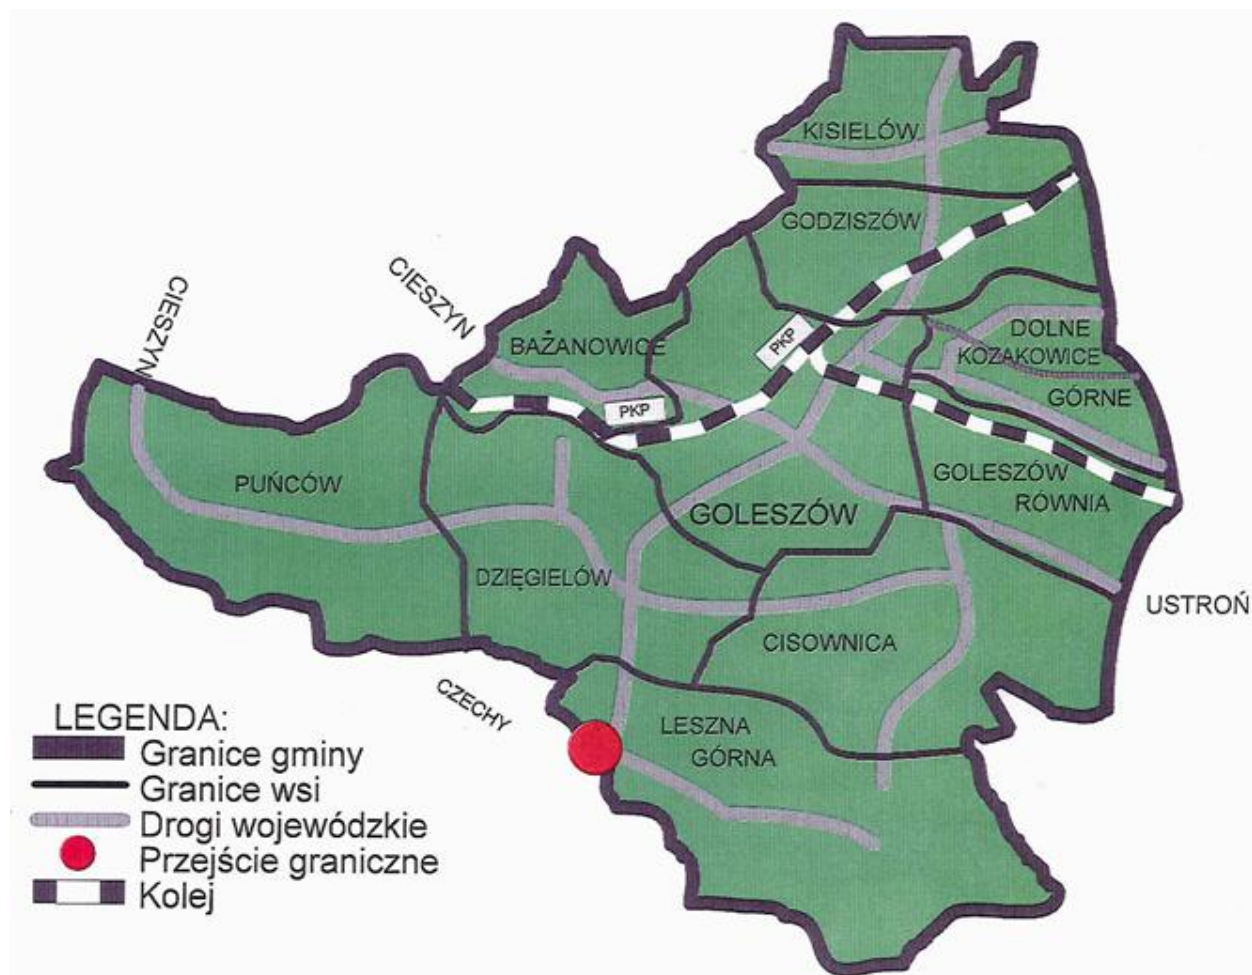 KISIELÓW
GODZISZÓW
CIESZYN
CIESZYN
BAŻANOWICE
PKP
DOLNE
KOZAKOWICE
GÓRNE
PKP
PUŃCÓW
GOLESZÓW
RÓWNIA
GOLESZÓW
DZIĘGIELÓW
USTROŃ
CISOWNICA
CZECHY
LESZNA
GÓRNA
LEGENDA:
Granice gminy
Granice wsi
Drogi wojewódzkie
Przejście graniczne
Kolej